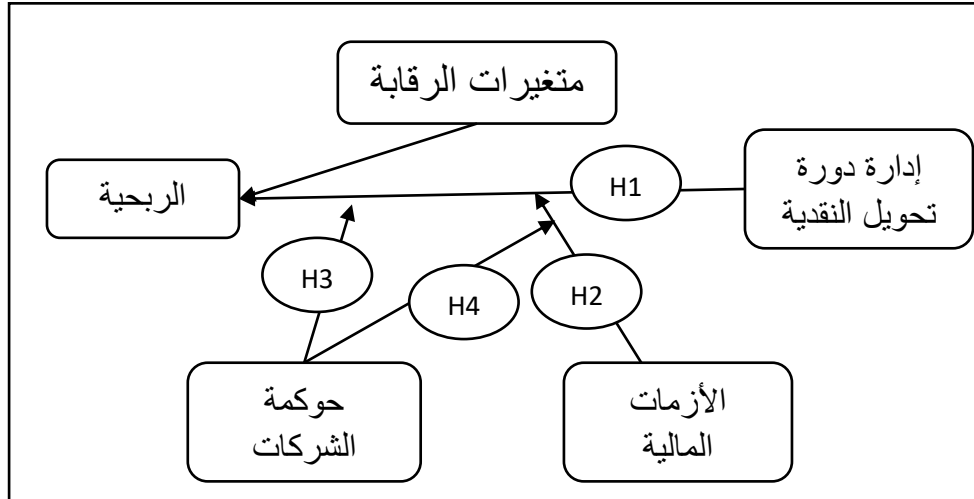 متغيرات الرقابة
إدارة دورة
تحويل النقدية
H1
الربحية
H3
H4
H2
الأزمات
المالية
حوكمة
الشركات